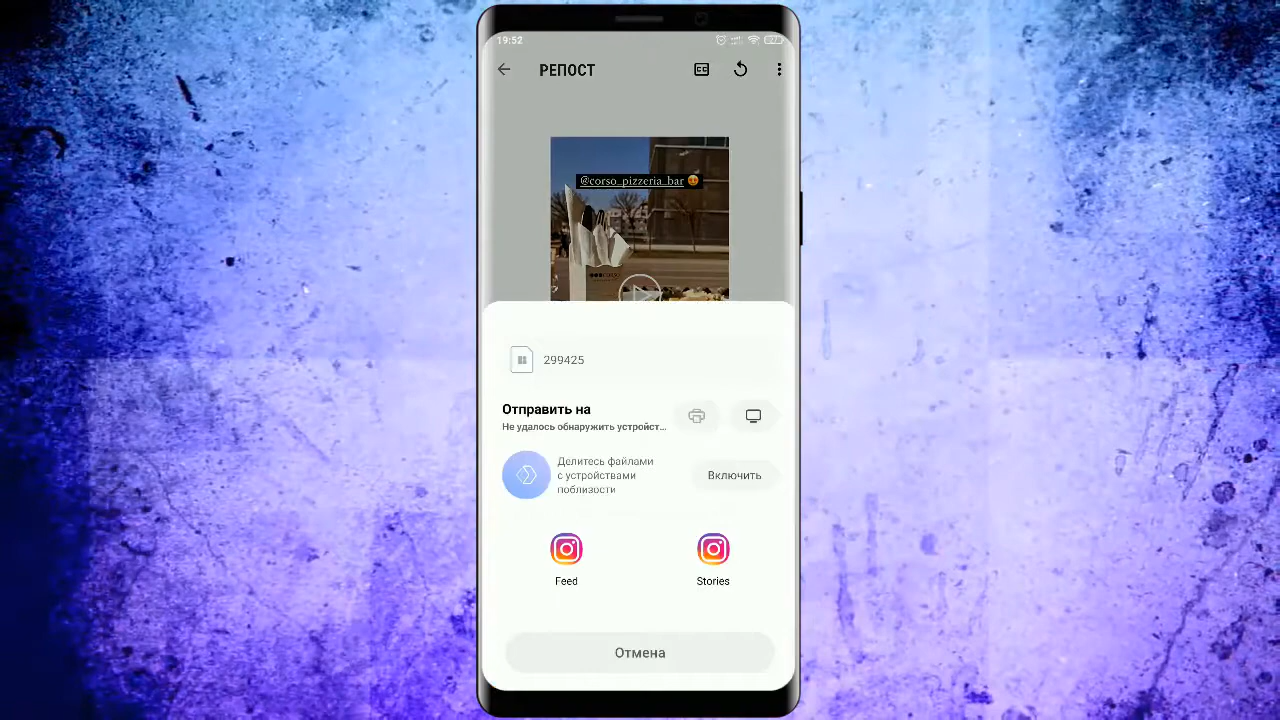 19:52
РЕПОСТ
@corso_pizzeria_bar 😍
299425
Отправить на
Не удалось обнаружить устройст...
Делитесь файлами
с устройствами
поблизости
Включить
Feed
Stories
Отмена